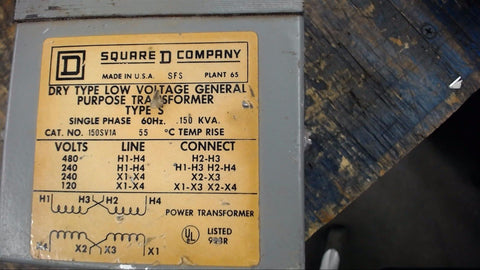 D SQUARE D COMPANY
MADE IN U.S.A. SFS PLANT 65
DRY TYPE LOW VOLTAGE GENERAL
PURPOSE TRANSFORMER
TYPE S
SINGLE PHASE 60Hz. .150 KVA.
CAT. NO. 150SV1A 55 °C TEMP RISE
VOLTS LINE CONNECT
480 H1-H4 H2-H3
240 H1-H4 H1-H3 H2-H4
240 X1-X4 X2-X3
120 X1-X4 X1-X3 X2-X4
H1 H3 H2 H4
POWER TRANSFORMER
UL LISTED
X4 X2 X3 X1